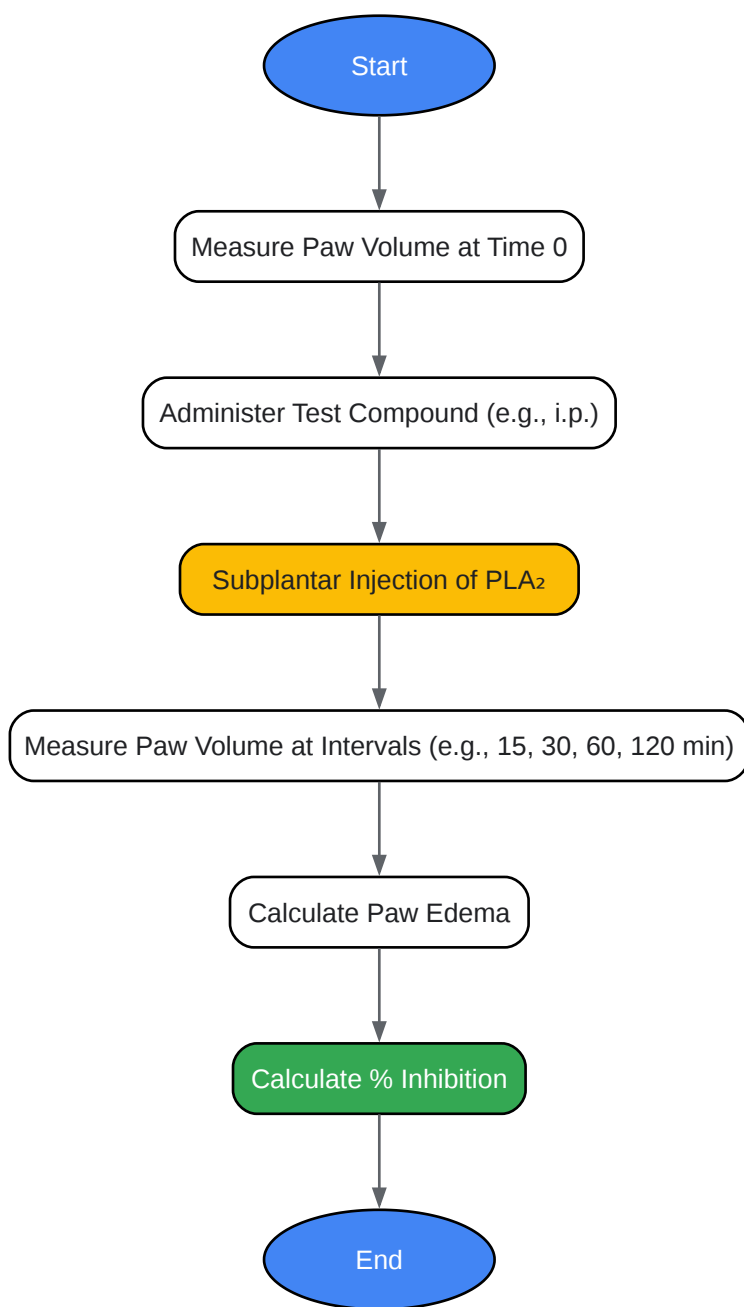 Start
Measure Paw Volume at Time 0
Administer Test Compound (e.g., i.p.)
Subplantar Injection of PLA₂
Measure Paw Volume at Intervals (e.g., 15, 30, 60, 120 min)
Calculate Paw Edema
Calculate % Inhibition
End